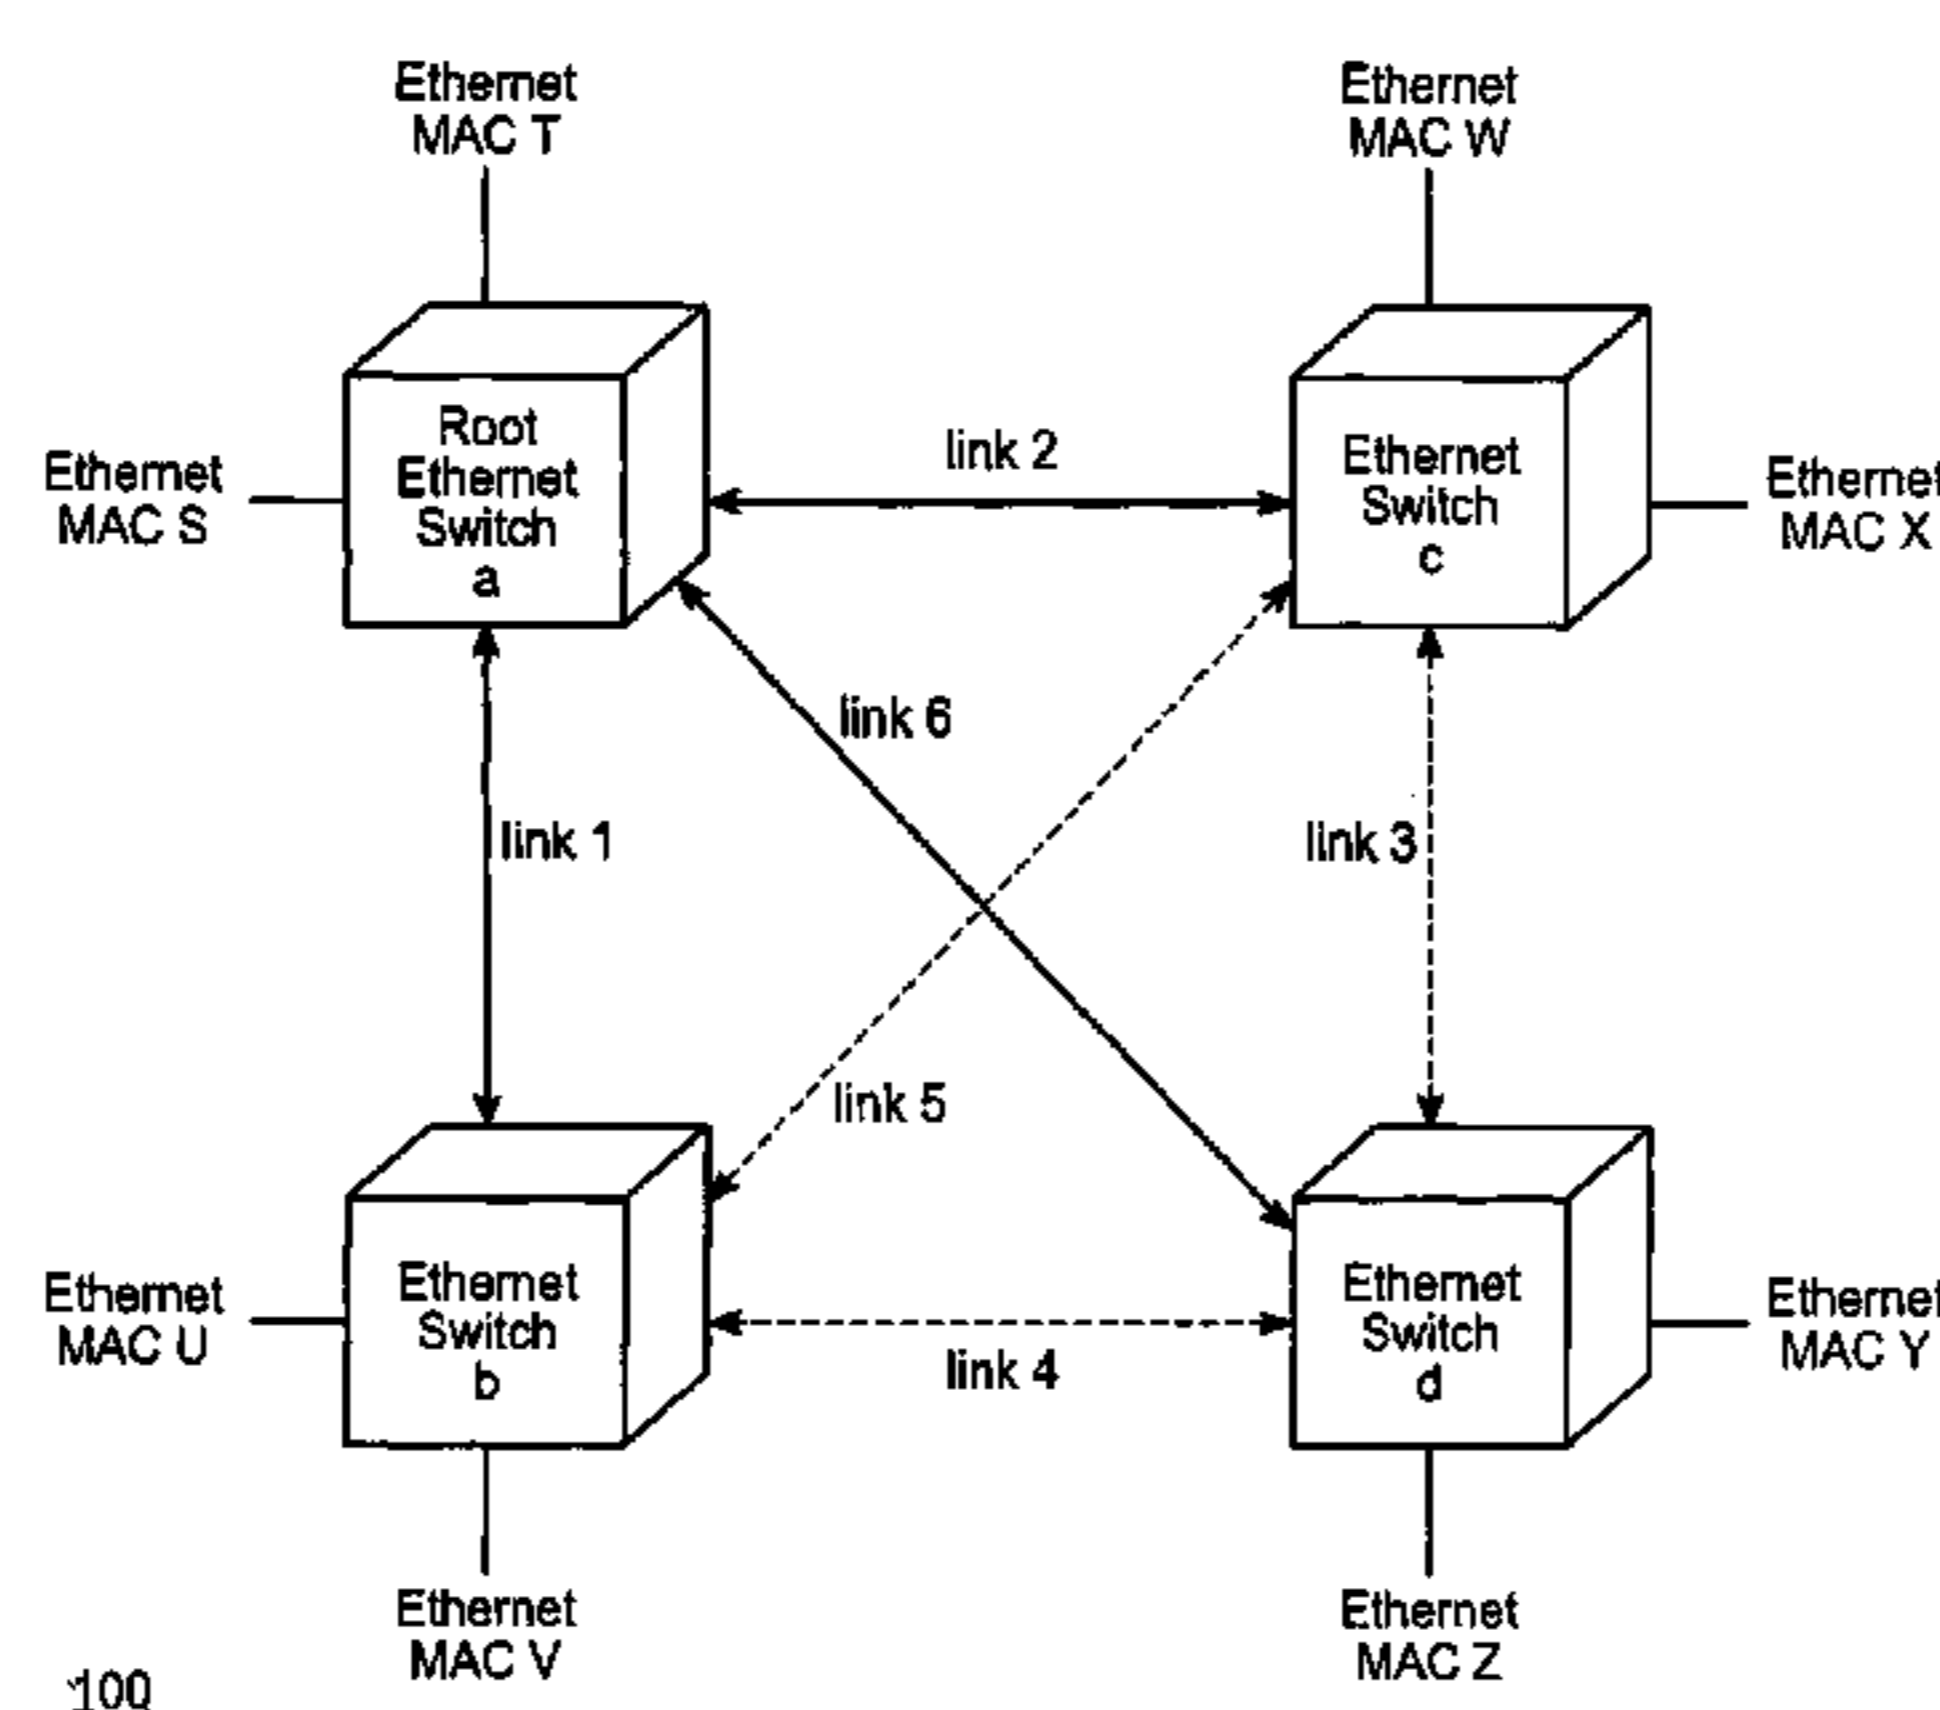 Ethernet
MAC T
Ethernet
MAC W
Root
Ethernet
Switch
a
Ethernet
MAC S
link 2
Ethernet
Switch
c
Ethernet
MAC X
link 6
link 1
link 3
link 5
Ethernet
Switch
b
Ethernet
MAC U
link 4
Ethernet
Switch
d
Ethernet
MAC Y
Ethernet
MAC V
Ethernet
MAC Z
100